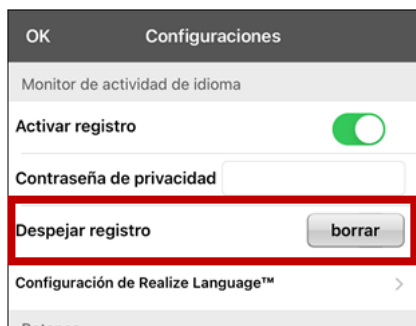 OK Configuraciones
Monitor de actividad de idioma
Activar registro
Contraseña de privacidad
Despejar registro borrar
Configuración de Realize Language™